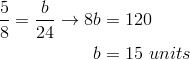 5/8 = b/24 → 8b = 120
b = 15 units